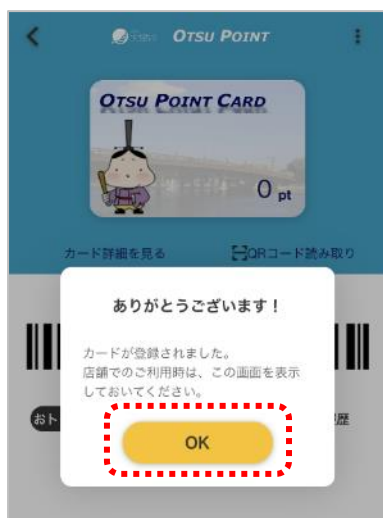 OTSU POINT
OTSU POINT CARD
0 pt
カード詳細を見る
QRコード読み取り
ありがとうございます！
カードが登録されました。
店舗でのご利用時は、この画面を表示
しておいてください。
おト
歴
OK